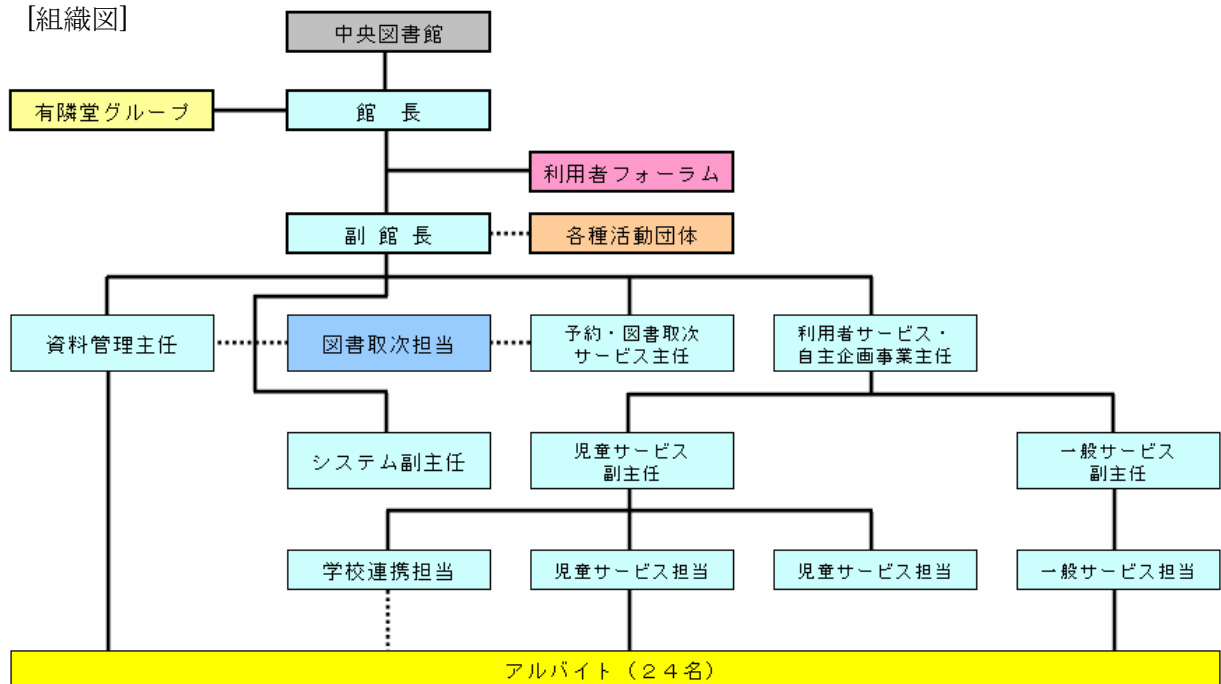 [組織図]
中央図書館
有隣堂グループ
館 長
利用者フォーラム
副 館 長
各種活動団体
資料管理主任
図書取次担当
予約・図書取次
サービス主任
利用者サービス・
自主企画事業主任
システム副主任
児童サービス
副主任
一般サービス
副主任
学校連携担当
児童サービス担当
児童サービス担当
一般サービス担当
アルバイト（２４名）